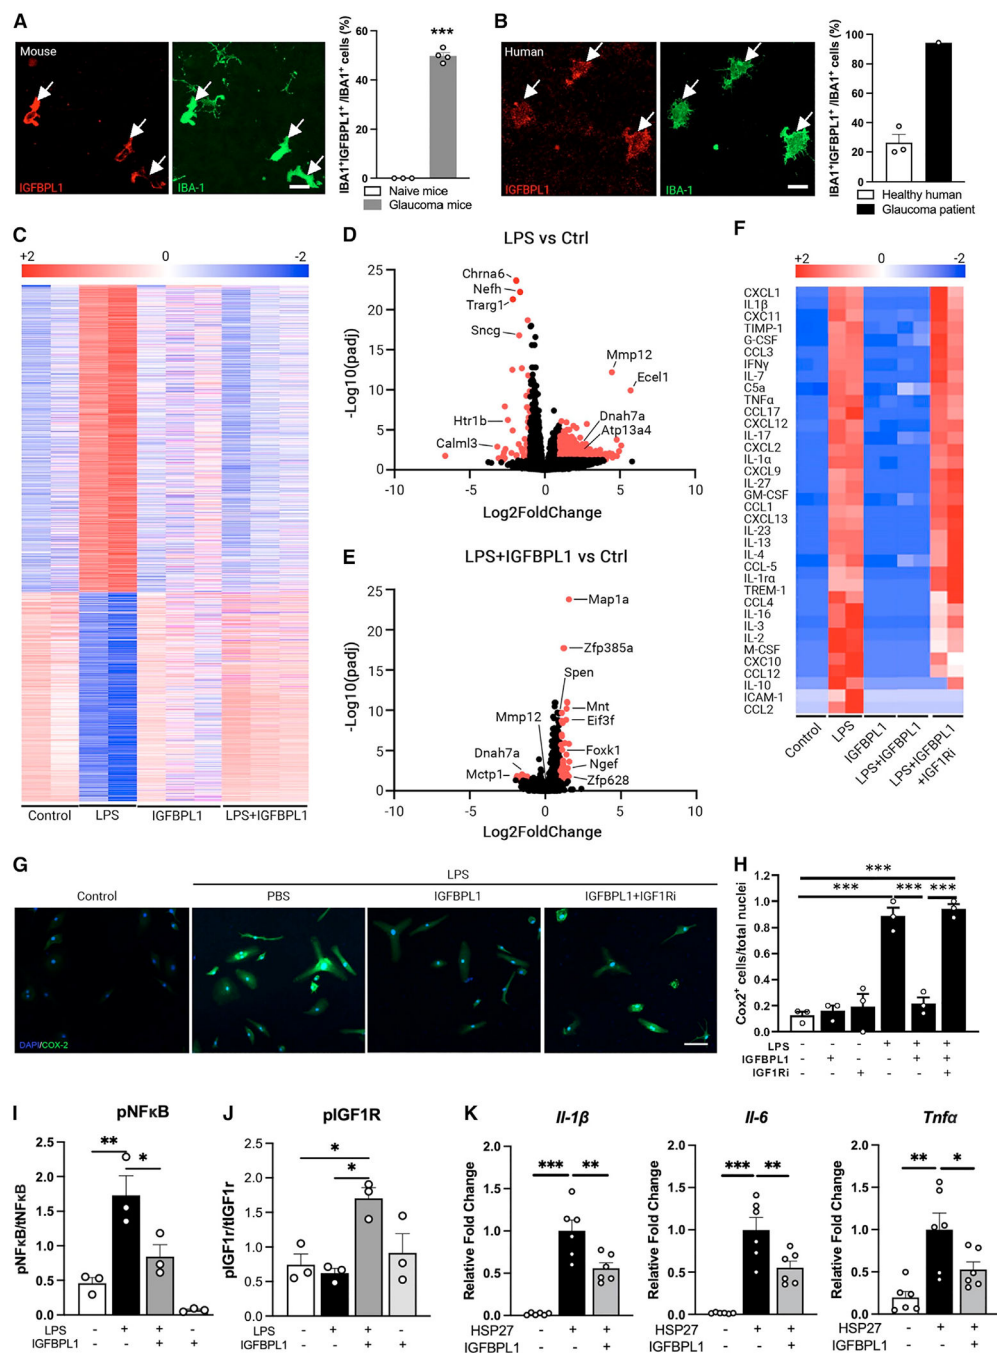 A
Mouse
IGFBPL1
IBA-1
IBA1+IGFBPL1+ /IBA1+ cells (%)
60
40
20
0
***
Naive mice
Glaucoma mice
B
Human
IGFBPL1
IBA-1
IBA1+IGFBPL1+ /IBA1+ cells (%)
100
80
60
40
20
0
Healthy human
Glaucoma patient
C
+2
0
-2
Control
LPS
IGFBPL1
LPS+IGFBPL1
D
LPS vs Ctrl
-Log10(padj)
25
20
15
10
5
0
Chrna6
Nefh
Trarg1
Sncg
Htr1b
Calml3
Mmp12
Ecel1
Dnah7a
Atp13a4
-10
-5
0
5
10
Log2FoldChange
E
LPS+IGFBPL1 vs Ctrl
-Log10(padj)
25
20
15
10
5
0
Map1a
Zfp385a
Spen
Mnt
Eif3f
Mmp12
Foxk1
Dnah7a
Ngef
Mctp1
Zfp628
-10
-5
0
5
10
Log2FoldChange
F
+2
0
-2
CXCL1
IL1β
CXC11
TIMP-1
G-CSF
CCL3
IFNγ
IL-7
C5a
TNFα
CCL17
CXCL12
IL-17
CXCL2
IL-1α
CXCL9
IL-27
GM-CSF
CCL1
CXCL13
IL-23
IL-13
IL-4
CCL-5
IL-1rα
TREM-1
CCL4
IL-16
IL-3
IL-2
M-CSF
CXC10
CCL12
IL-10
ICAM-1
CCL2
Control
LPS
IGFBPL1
LPS+IGFBPL1
LPS+IGFBPL1
+IGF1Ri
G
LPS
Control
PBS
IGFBPL1
IGFBPL1+IGF1Ri
DAPI/COX-2
H
Cox2+ cells/total nuclei
1.2
1.0
0.8
0.6
0.4
0.2
0.0
***
*** *** ***
LPS - - - + + +
IGFBPL1 - + - - + +
IGF1Ri - - + - - +
I
pNFκB
pNFκB/tNFκB
2.5
2.0
1.5
1.0
0.5
0.0
** *
LPS - + + -
IGFBPL1 - - + +
J
pIGF1R
pIGF1r/tIGF1r
2.5
2.0
1.5
1.0
0.5
0.0
*
*
LPS - + + -
IGFBPL1 - - + +
K
Il-1β
Relative Fold Change
2.0
1.5
1.0
0.5
0.0
*** **
HSP27 - + +
IGFBPL1 - - +
Il-6
Relative Fold Change
2.0
1.5
1.0
0.5
0.0
*** **
HSP27 - + +
IGFBPL1 - - +
Tnfα
Relative Fold Change
2.0
1.5
1.0
0.5
0.0
** *
HSP27 - + +
IGFBPL1 - - +